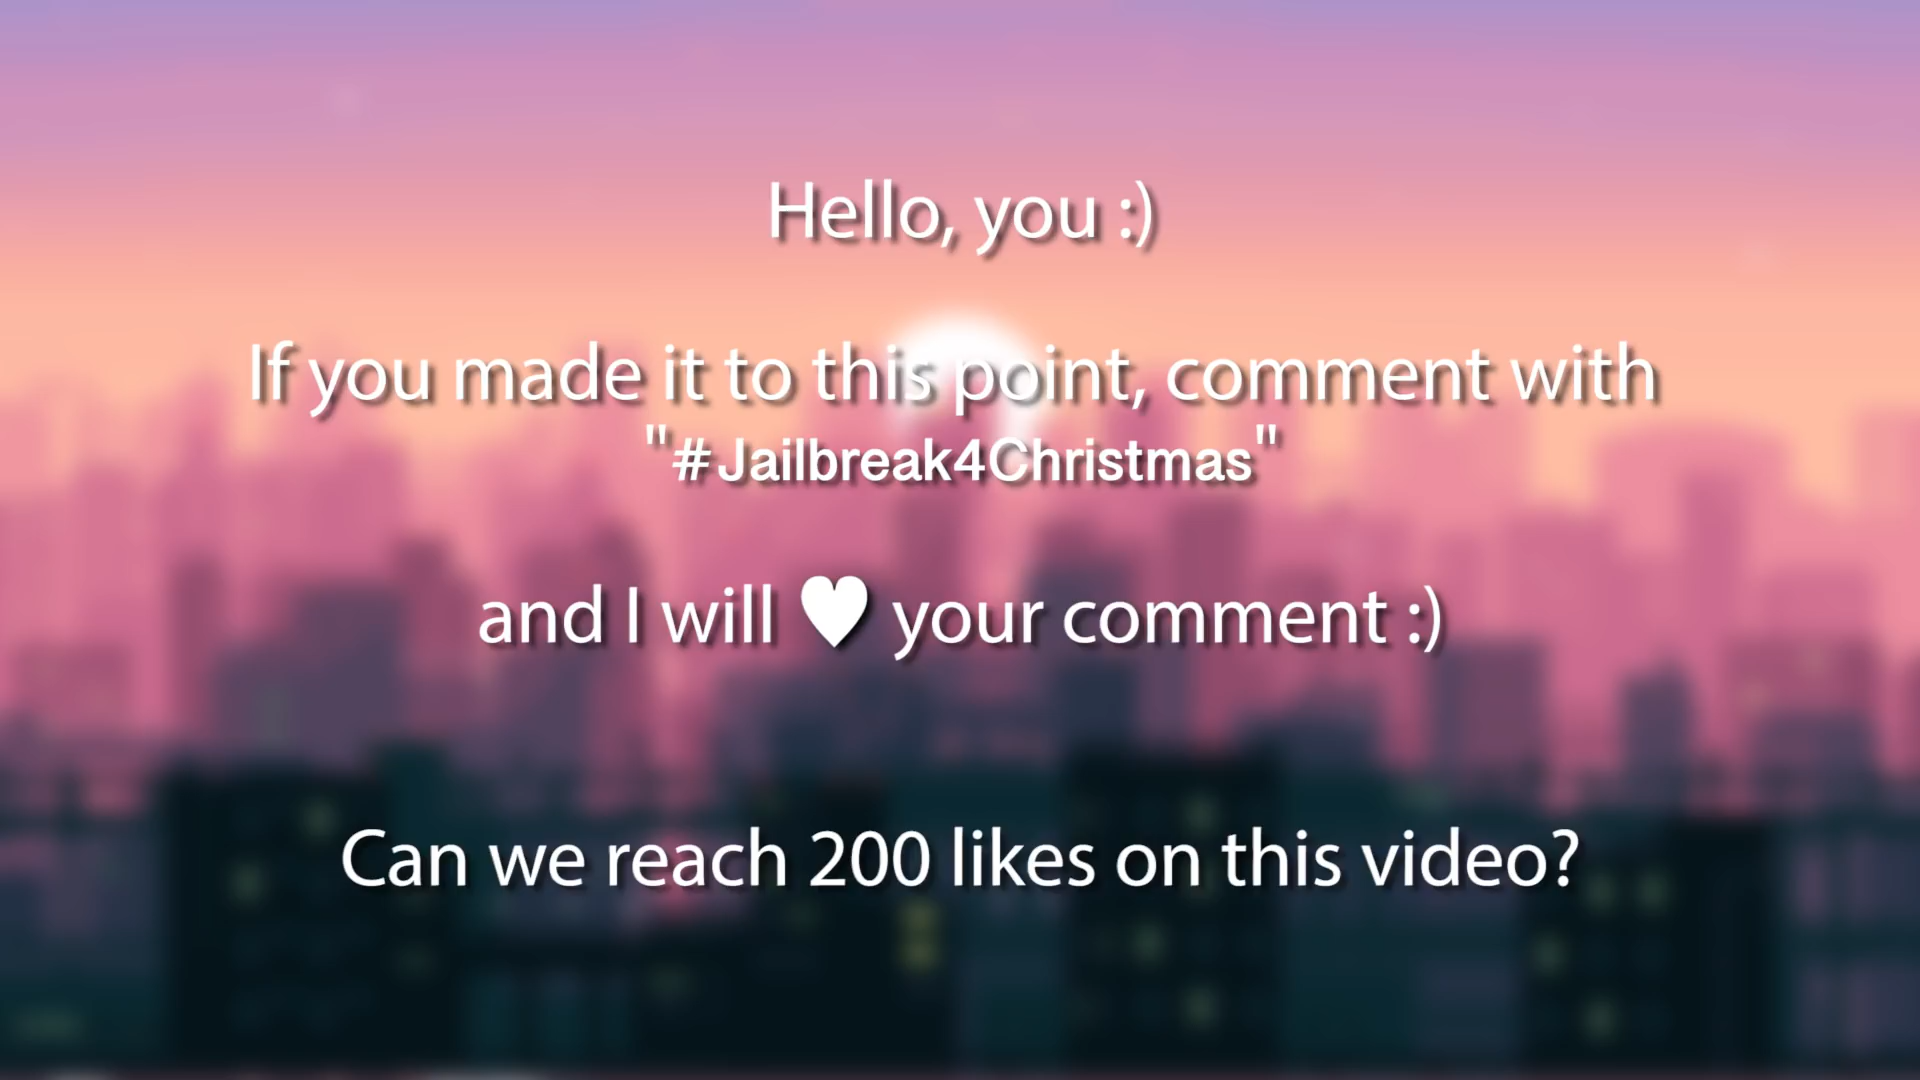 Hello, you :)
If you made it to this point, comment with
"#Jailbreak4Christmas"
and I will ♥ your comment :)
Can we reach 200 likes on this video?